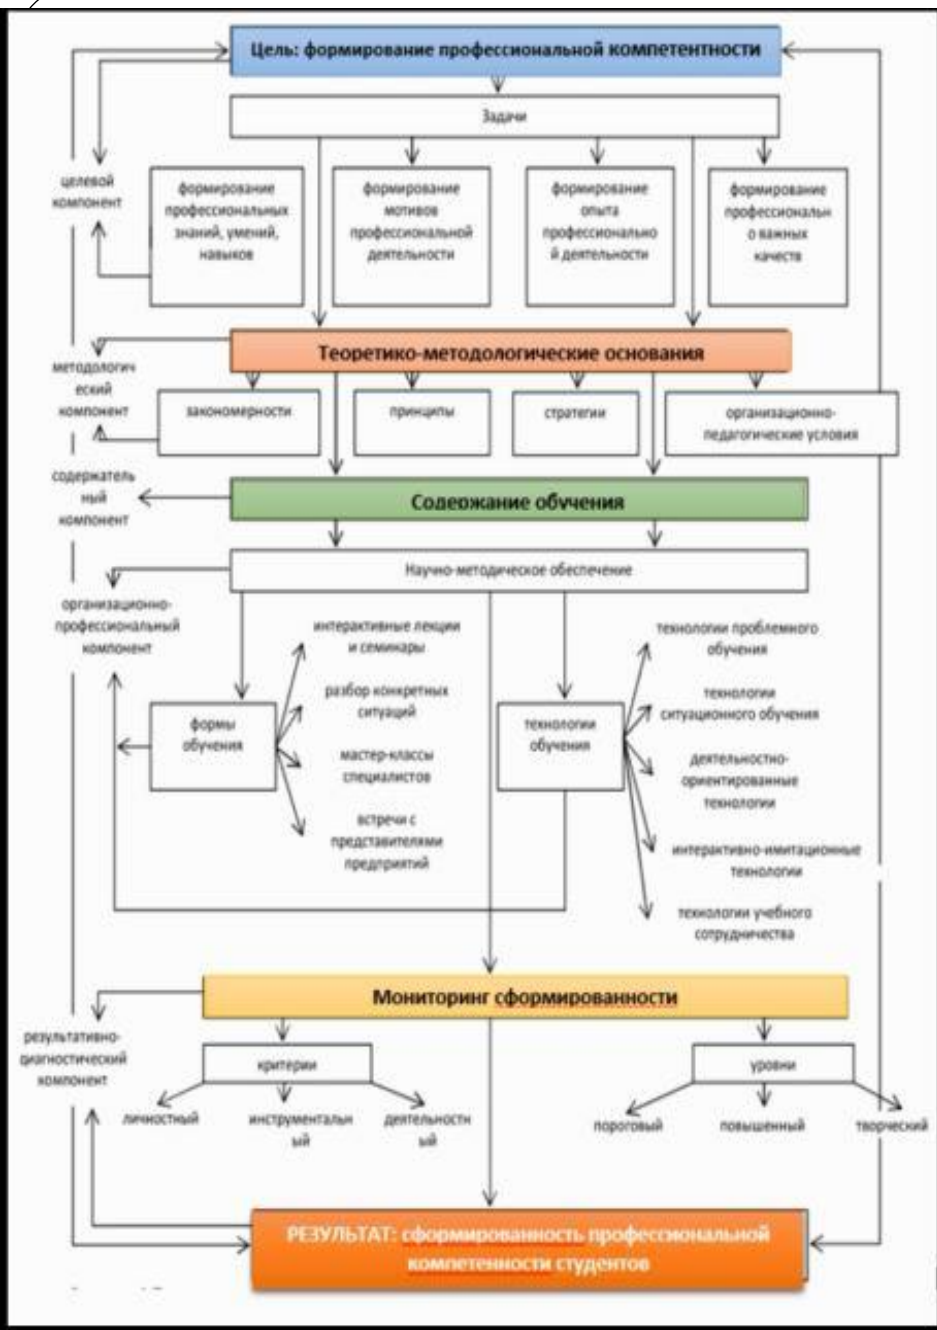 Цель: формирование профессиональной компетентности
Задачи
целевой
компонент
формирование
профессиональных
знаний, умений,
навыков
формирование
мотивов
профессиональной
деятельности
формирование
опыта
профессионально
й деятельности
формирование
профессиональн
о важных
качеств
Теоретико-методологические основания
методологич
еский
компонент
закономерности
принципы
стратегии
организационно-
педагогические условия
содержатель
ный
компонент
Содержание обучения
Научно-методическое обеспечение
организационно-
профессиональный
компонент
формы
обучения
интерактивные лекции
и семинары
разбор конкретных
ситуаций
мастер-классы
специалистов
встречи с
представителями
предприятий
технологии
обучения
технологии проблемного
обучения
технологии
ситуационного обучения
деятельностно-
ориентированные
технологии
интерактивно-имитационные
технологии
технологии учебного
сотрудничества
Мониторинг сформированности
результативно-
диагностический
компонент
критерии
личностный
инструменталь
ый
деятельностн
ый
уровни
пороговый
повышенный
творческий
РЕЗУЛЬТАТ: сформированность профессиональной
компетенности студентов